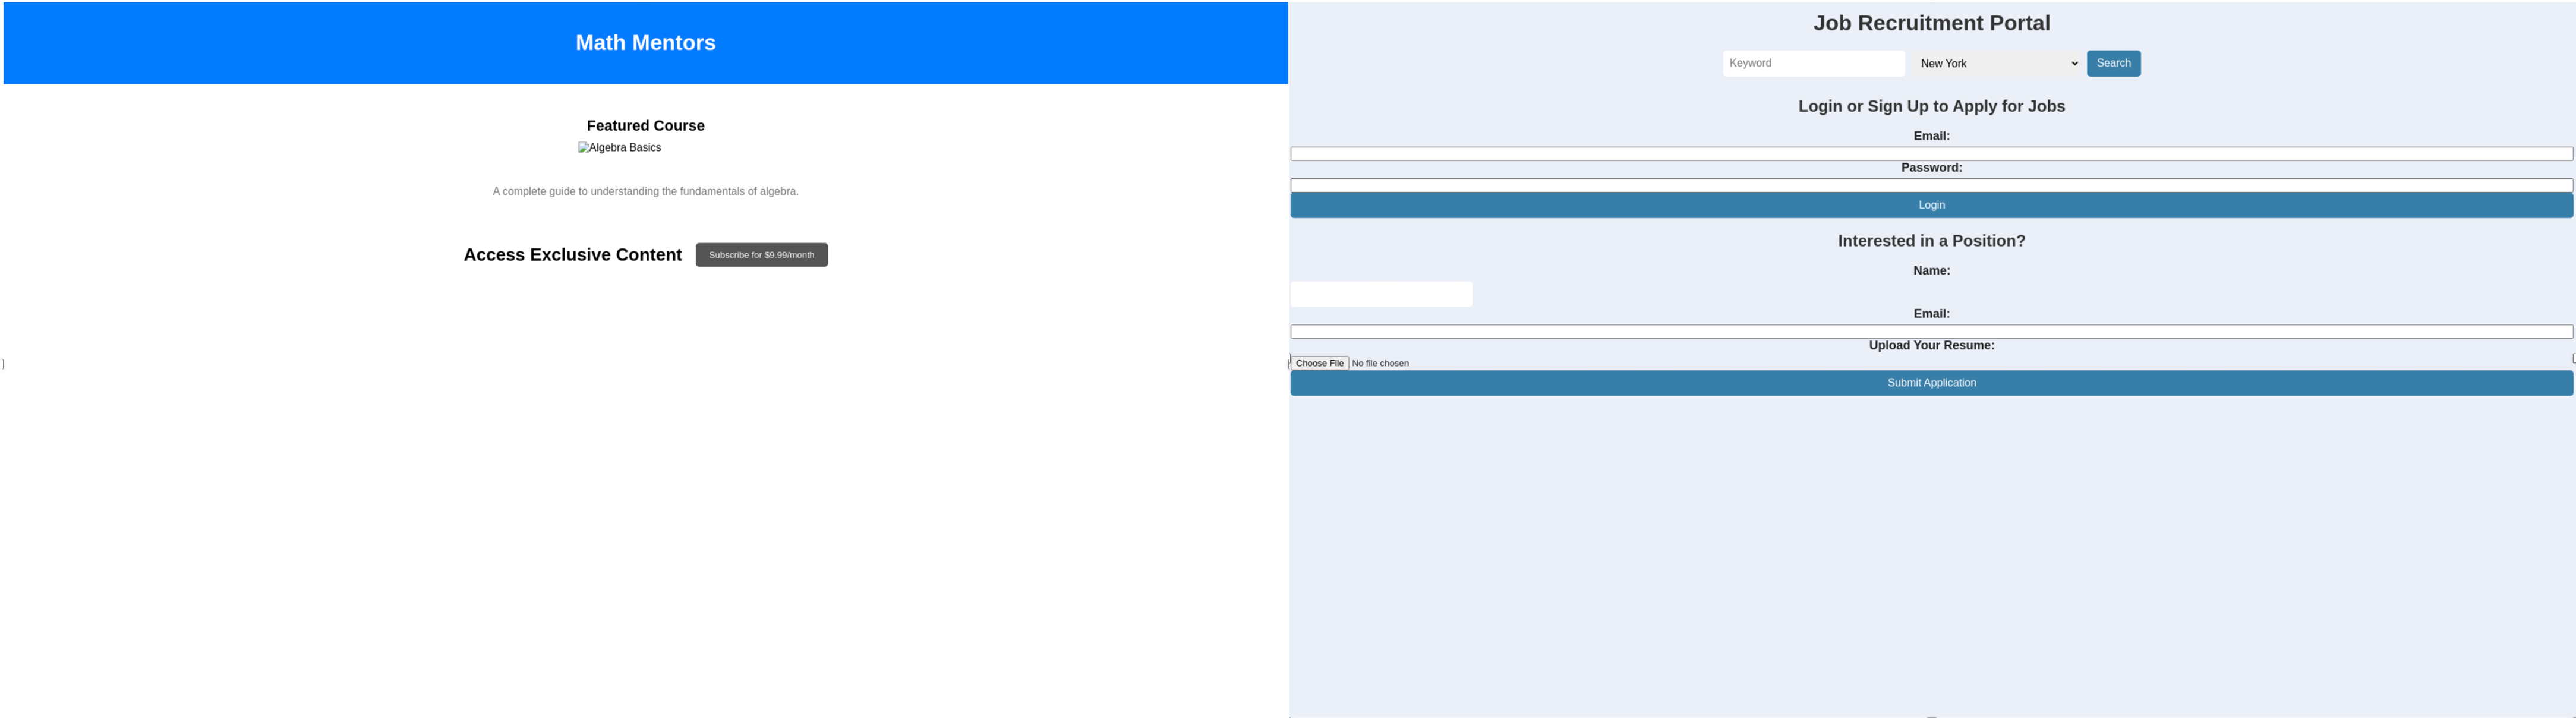 Math Mentors
Featured Course
Algebra Basics
A complete guide to understanding the fundamentals of algebra.
Access Exclusive Content
Subscribe for $9.99/month
Job Recruitment Portal
Keyword
New York
Search
Login or Sign Up to Apply for Jobs
Email:
Password:
Login
Interested in a Position?
Name:
Email:
Upload Your Resume:
Choose File No file chosen
Submit Application